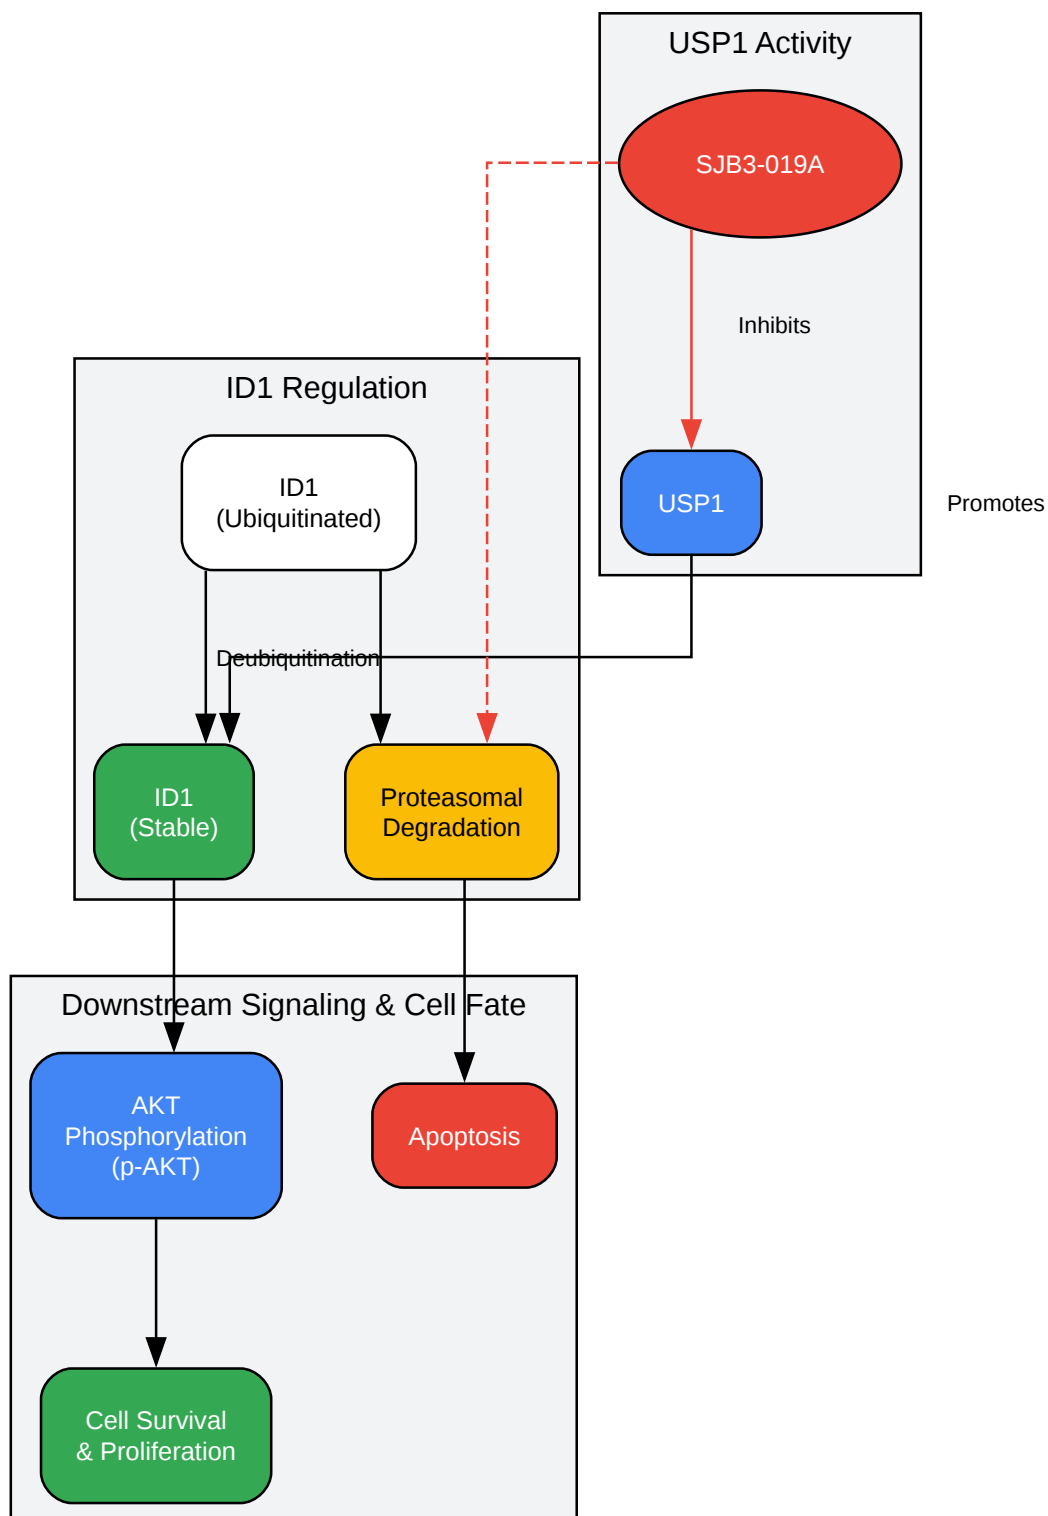 USP1 Activity
SJB3-019A
Inhibits
ID1 Regulation
ID1
(Ubiquitinated)
USP1
Promotes
Deubiquitination
ID1
(Stable)
Proteasomal
Degradation
Downstream Signaling & Cell Fate
AKT
Phosphorylation
(p-AKT)
Apoptosis
Cell Survival
& Proliferation